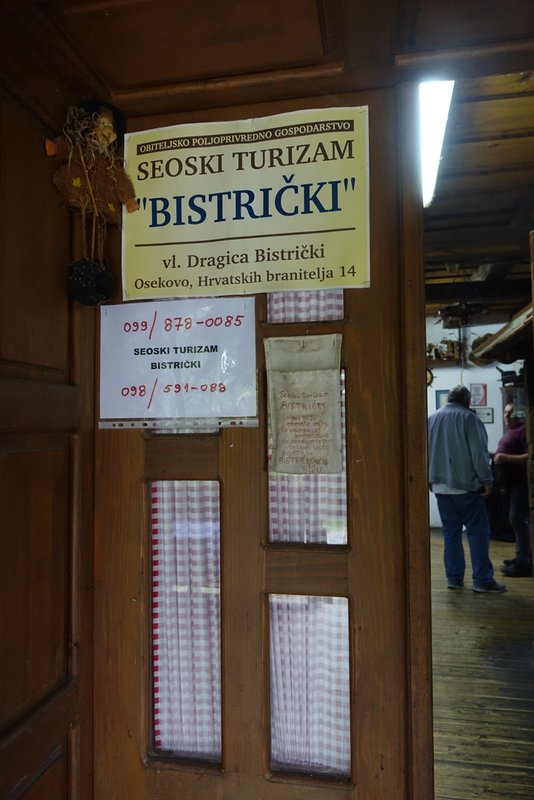 OBITELJSKO POLJOPRIVREDNO GOSPODARSTVO
SEOSKI TURIZAM
"BISTRIČKI"
vl. Dragica Bistrički
Osekovo, Hrvatskih branitelja 14
099/878-0085
SEOSKI TURIZAM
BISTRIČKI
098/591-088
Seoski turizam
BISTRIČKI